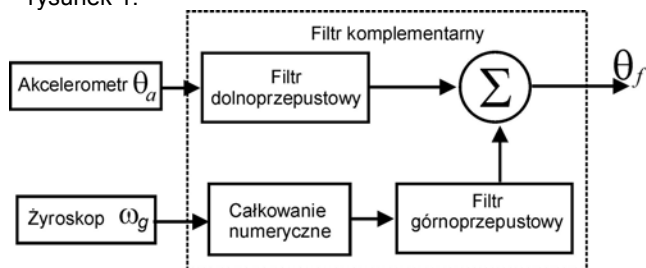 rysunek 1.
Filtr komplementarny
Akcelerometr θa
Filtr
dolnoprzepustowy
Σ
θf
Żyroskop ωg
Całkowanie
numeryczne
Filtr
górnoprzepustowy